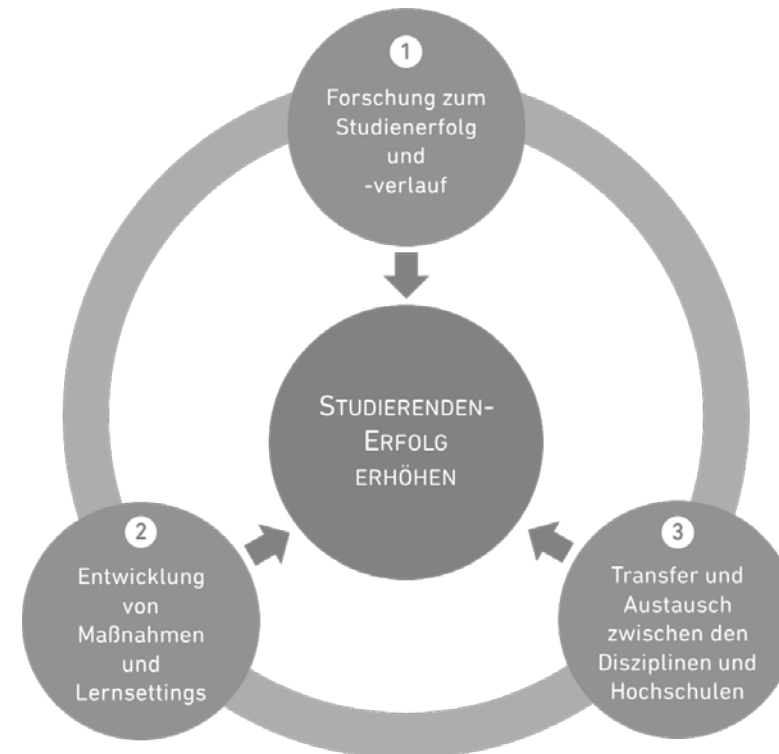 1
Forschung zum
Studienerfolg
und
-verlauf
STUDIERENDEN-
ERFOLG
ERHÖHEN
2
Entwicklung
von
Maßnahmen
und
Lernsettings
3
Transfer und
Austausch
zwischen den
Disziplinen und
Hochschulen